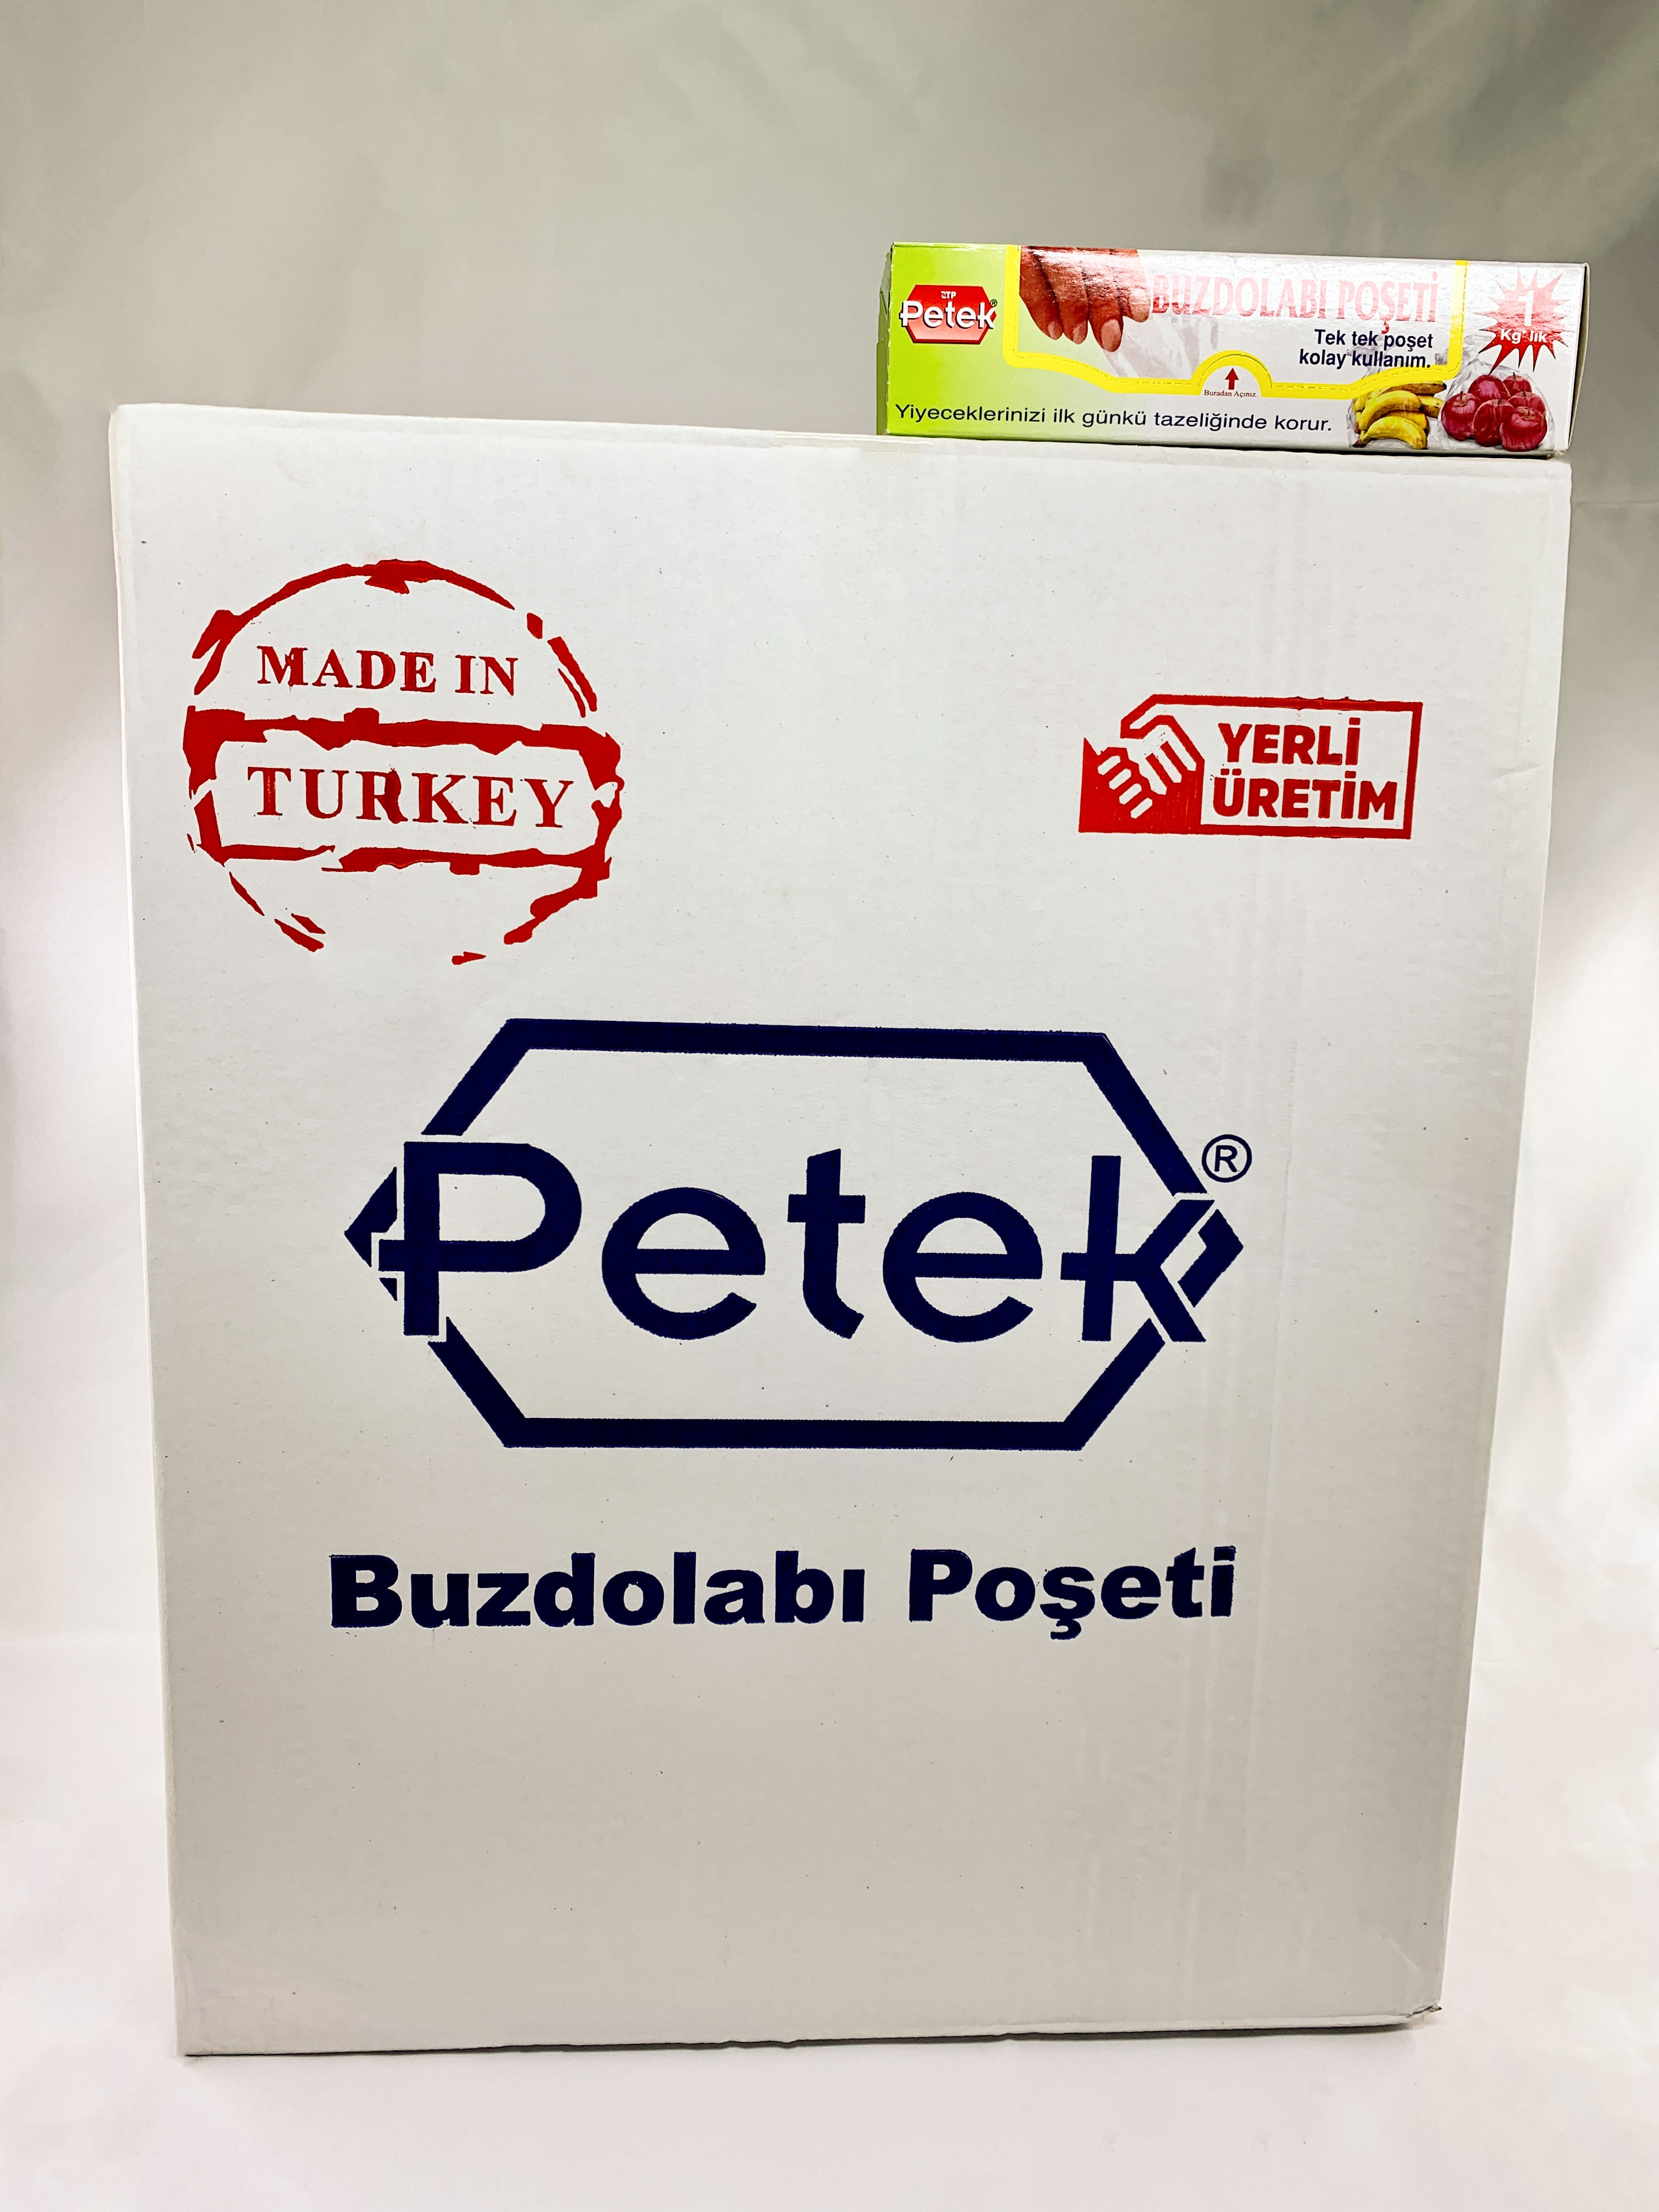 ATP
Petek®
BUZDOLABI POŞETİ
Tek tek poşet
kolay kullanım.
1
Kg' lık
Buradan Açınız.
Yiyeceklerinizi ilk günkü tazeliğinde korur.
MADE IN
TURKEY
YERLİ
ÜRETİM
Petek®
Buzdolabı Poşeti